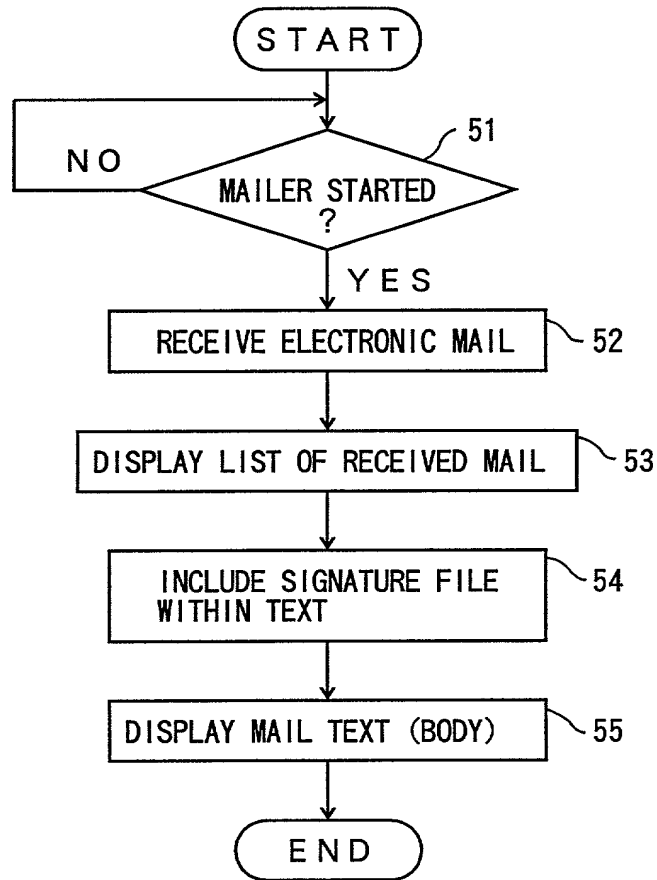 START
51
NO
MAILER STARTED
?
YES
RECEIVE ELECTRONIC MAIL
52
DISPLAY LIST OF RECEIVED MAIL
53
INCLUDE SIGNATURE FILE
WITHIN TEXT
54
DISPLAY MAIL TEXT (BODY)
55
END